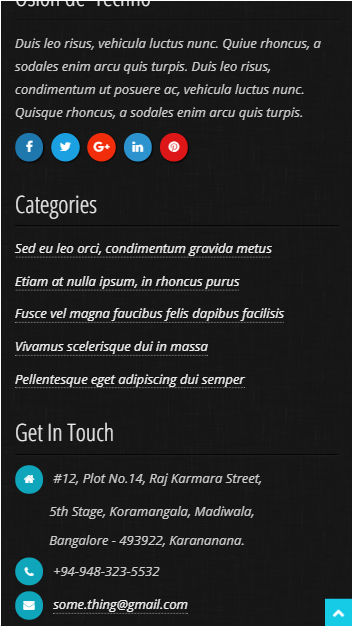 Duis leo risus, vehicula luctus nunc. Quiue rhoncus, a
sodales enim arcu quis turpis. Duis leo risus,
condimentum ut posuere ac, vehicula luctus nunc.
Quisque rhoncus, a sodales enim arcu quis turpis.
Categories
Sed eu leo orci, condimentum gravida metus
Etiam at nulla ipsum, in rhoncus purus
Fusce vel magna faucibus felis dapibus facilisis
Vivamus scelerisque dui in massa
Pellentesque eget adipiscing dui semper
Get In Touch
#12, Plot No.14, Raj Karmara Street,
5th Stage, Koramangala, Madiwala,
Bangalore - 493922, Karananana.
+94-948-323-5532
some.thing@gmail.com